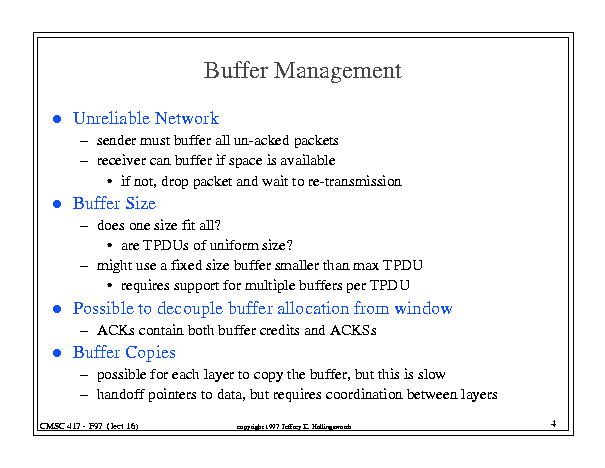 Buffer Management
● Unreliable Network
– sender must buffer all un-acked packets
– receiver can buffer if space is available
• if not, drop packet and wait to re-transmission
● Buffer Size
– does one size fit all?
• are TPDUs of uniform size?
– might use a fixed size buffer smaller than max TPDU
• requires support for multiple buffers per TPDU
● Possible to decouple buffer allocation from window
– ACKs contain both buffer credits and ACKSs
● Buffer Copies
– possible for each layer to copy the buffer, but this is slow
– handoff pointers to data, but requires coordination between layers
CMSC 417 - F97 (lect 16)
copyright 1997 Jeffrey K. Hollingsworth
4